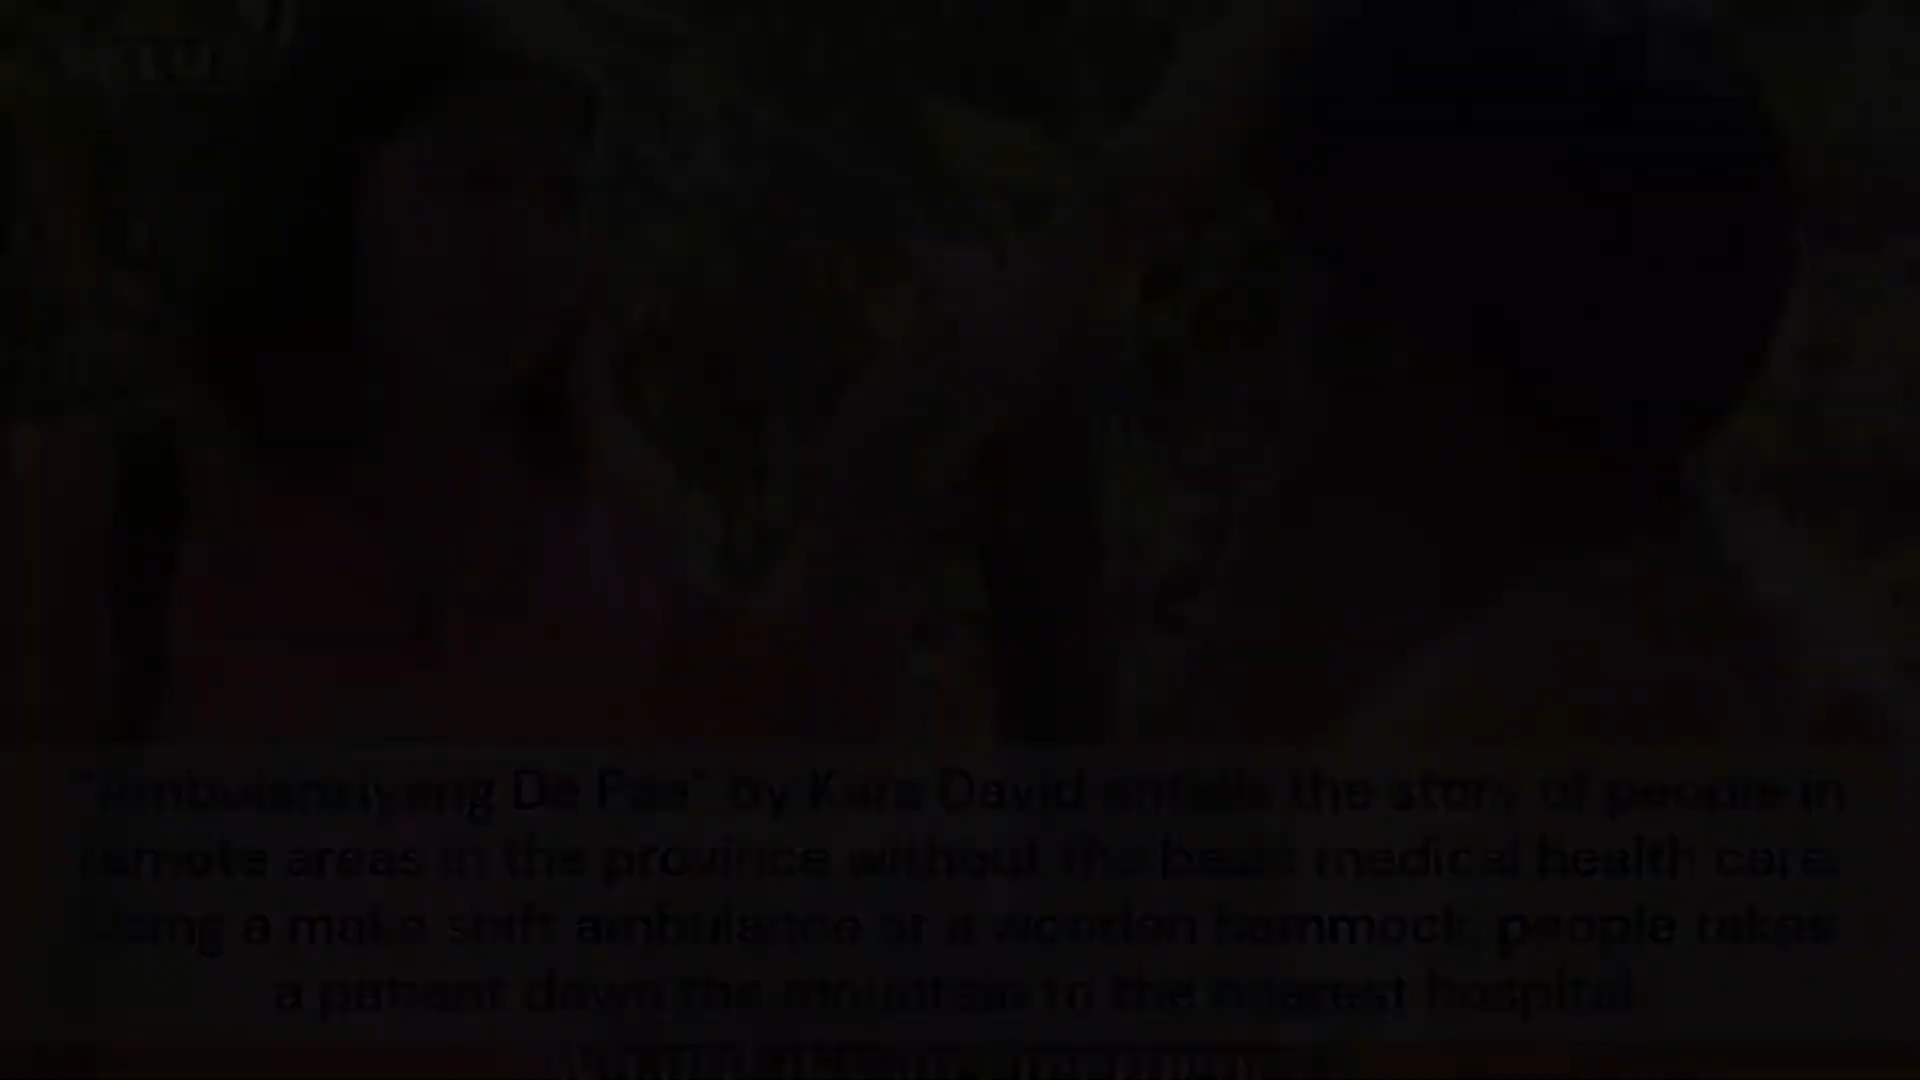 "Ambulansiyang De Paa" by Kara David entails the story of people in
remote areas in the province without the basic medical health care.
Using a make shift ambulance or a wooden hammock, people takes
a patient down the mountain to the nearest hospital